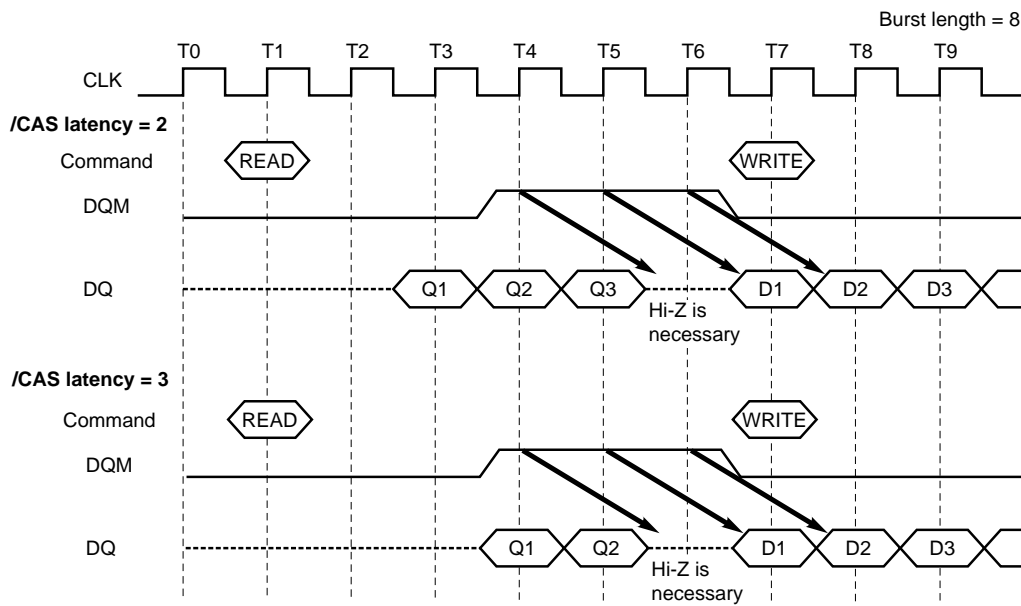 Burst length = 8
T0 T1 T2 T3 T4 T5 T6 T7 T8 T9
CLK
/CAS latency = 2
Command READ WRITE
DQM
DQ Q1 Q2 Q3 D1 D2 D3
Hi-Z is
necessary
/CAS latency = 3
Command READ WRITE
DQM
DQ Q1 Q2 D1 D2 D3
Hi-Z is
necessary